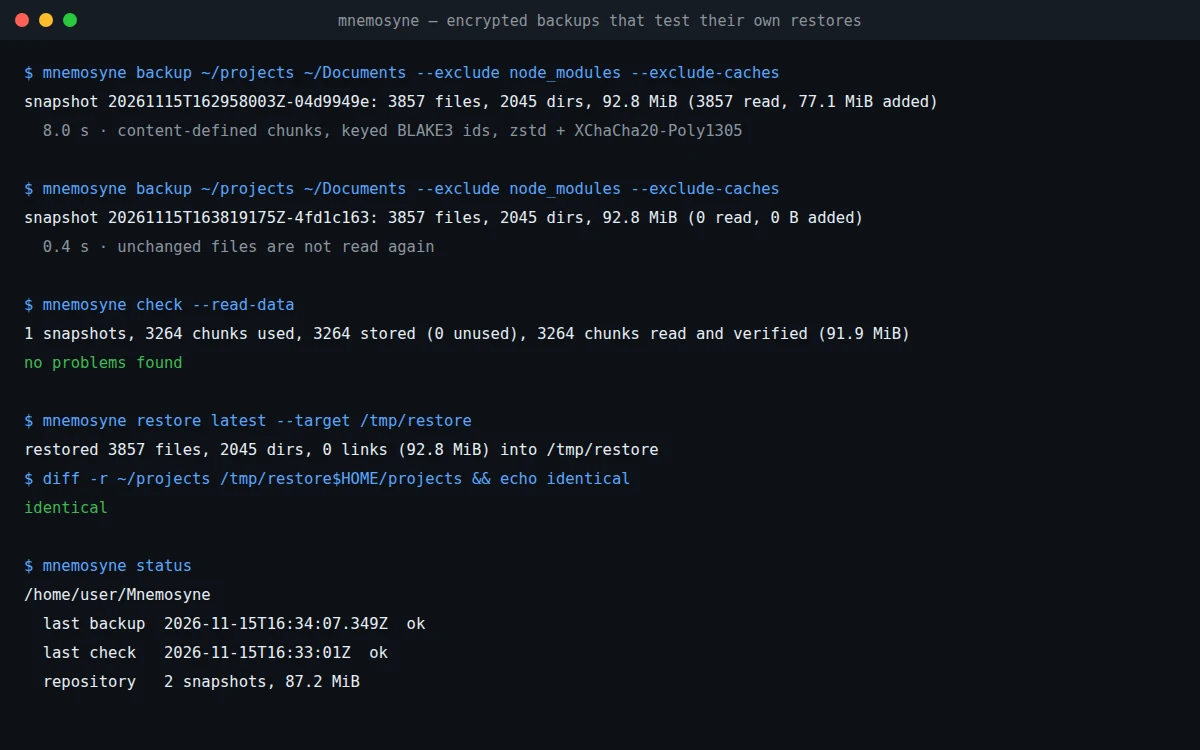 mnemosyne — encrypted backups that test their own restores
$ mnemosyne backup ~/projects ~/Documents --exclude node_modules --exclude-caches
snapshot 20261115T162958003Z-04d9949e: 3857 files, 2045 dirs, 92.8 MiB (3857 read, 77.1 MiB added)
8.0 s · content-defined chunks, keyed BLAKE3 ids, zstd + XChaCha20-Poly1305
$ mnemosyne backup ~/projects ~/Documents --exclude node_modules --exclude-caches
snapshot 20261115T163819175Z-4fd1c163: 3857 files, 2045 dirs, 92.8 MiB (0 read, 0 B added)
0.4 s · unchanged files are not read again
$ mnemosyne check --read-data
1 snapshots, 3264 chunks used, 3264 stored (0 unused), 3264 chunks read and verified (91.9 MiB)
no problems found
$ mnemosyne restore latest --target /tmp/restore
restored 3857 files, 2045 dirs, 0 links (92.8 MiB) into /tmp/restore
$ diff -r ~/projects /tmp/restore$HOME/projects && echo identical
identical
$ mnemosyne status
/home/user/Mnemosyne
last backup  2026-11-15T16:34:07.349Z  ok
last check   2026-11-15T16:33:01Z  ok
repository   2 snapshots, 87.2 MiB